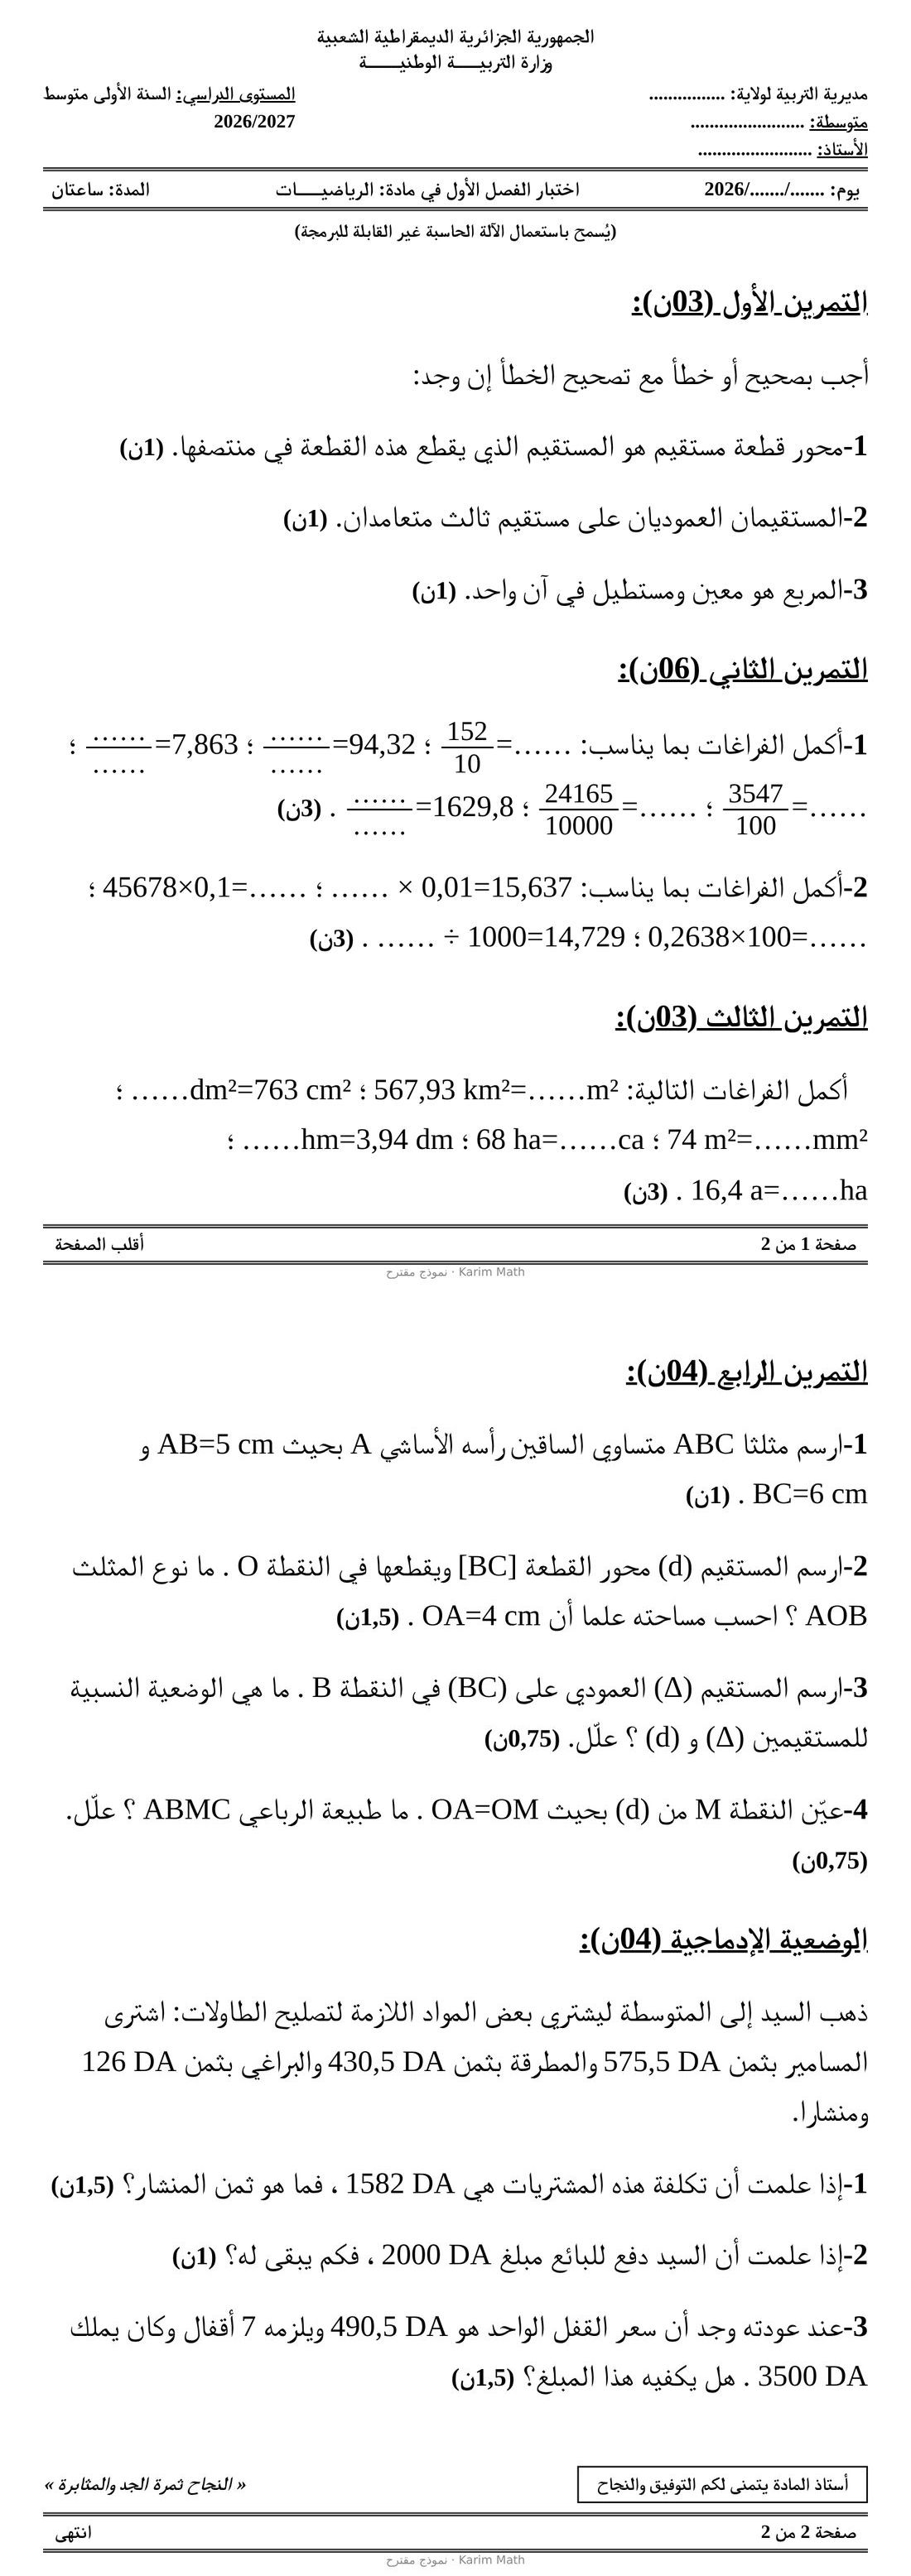 الجمهورية الجزائرية الديمقراطية الشعبية
وزارة التربيـــــة الوطنيـــــــة
مديرية التربية لولاية: ................
المستوى الدراسي: السنة الأولى متوسط
متوسطة: ........................
2026/2027
الأستاذ: ........................
يوم: ......./......./2026
اختبار الفصل الأول في مادة: الرياضيـــــات
المدة: ساعتان
(يُسمح باستعمال الآلة الحاسبة غير القابلة للبرمجة)
التمرين الأول (03ن):
أجب بصحيح أو خطأ مع تصحيح الخطأ إن وجد:
1-محور قطعة مستقيم هو المستقيم الذي يقطع هذه القطعة في منتصفها. (1ن)
2-المستقيمان العموديان على مستقيم ثالث متعامدان. (1ن)
3-المربع هو معين ومستطيل في آن واحد. (1ن)
التمرين الثاني (06ن):
1-أكمل الفراغات بما يناسب: 152/10=...... ؛ 94,32=....../...... ؛ 7,863=....../...... ؛
3547/100=...... ؛ 24165/10000=...... ؛ 1629,8=....../...... . (3ن)
2-أكمل الفراغات بما يناسب: ...... × 0,01=15,637 ؛ 45678×0,1=...... ؛
0,2638×100=...... ؛ ...... ÷ 1000=14,729 . (3ن)
التمرين الثالث (03ن):
أكمل الفراغات التالية: 567,93 km²=......m² ؛ ......dm²=763 cm² ؛
74 m²=......mm² ؛ 68 ha=......ca ؛ ......hm=3,94 dm ؛
16,4 a=......ha . (3ن)
صفحة 1 من 2
أقلب الصفحة
Karim Math · نموذج مقترح
التمرين الرابع (04ن):
1-ارسم مثلثا ABC متساوي الساقين رأسه الأساسي A بحيث AB=5 cm و
BC=6 cm . (1ن)
2-ارسم المستقيم (d) محور القطعة [BC] ويقطعها في النقطة O . ما نوع المثلث
AOB ؟ احسب مساحته علما أن OA=4 cm . (1,5ن)
3-ارسم المستقيم (Δ) العمودي على (BC) في النقطة B . ما هي الوضعية النسبية
للمستقيمين (Δ) و (d) ؟ علّل. (0,75ن)
4-عيّن النقطة M من (d) بحيث OA=OM . ما طبيعة الرباعي ABMC ؟ علّل.
(0,75ن)
الوضعية الإدماجية (04ن):
ذهب السيد إلى المتوسطة ليشتري بعض المواد اللازمة لتصليح الطاولات: اشترى
المسامير بثمن 575,5 DA والمطرقة بثمن 430,5 DA والبراغي بثمن 126 DA
ومنشارا.
1-إذا علمت أن تكلفة هذه المشتريات هي 1582 DA ، فما هو ثمن المنشار؟ (1,5ن)
2-إذا علمت أن السيد دفع للبائع مبلغ 2000 DA ، فكم يبقى له؟ (1ن)
3-عند عودته وجد أن سعر القفل الواحد هو 490,5 DA ويلزمه 7 أقفال وكان يملك
3500 DA . هل يكفيه هذا المبلغ؟ (1,5ن)
أستاذ المادة يتمنى لكم التوفيق والنجاح
« النجاح ثمرة الجد والمثابرة »
صفحة 2 من 2
انتهى
Karim Math · نموذج مقترح